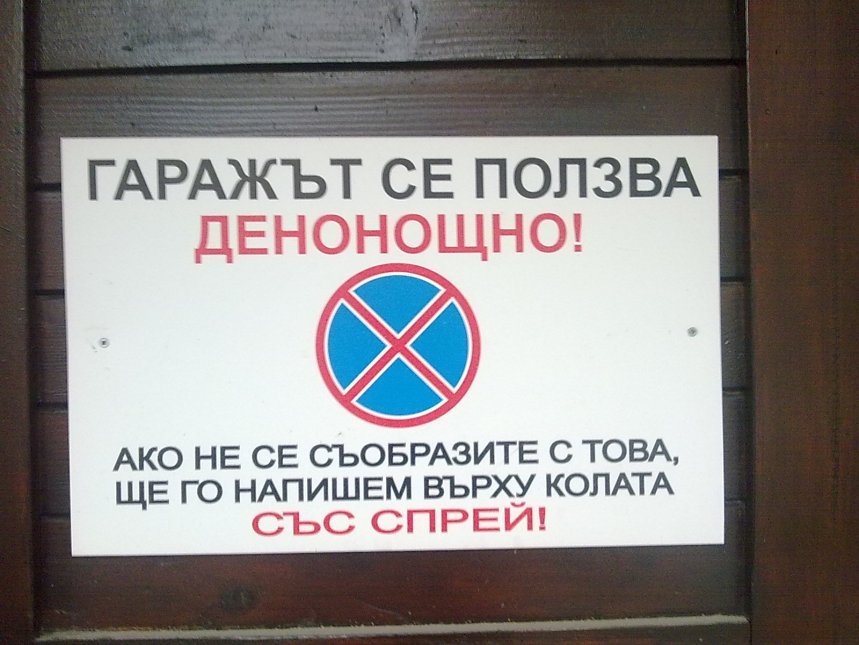 ГАРАЖЪТ СЕ ПОЛЗВА
ДЕНОНОЩНО!
АКО НЕ СЕ СЪОБРАЗИТЕ С ТОВА,
ЩЕ ГО НАПИШЕМ ВЪРХУ КОЛАТА
СЪС СПРЕЙ!